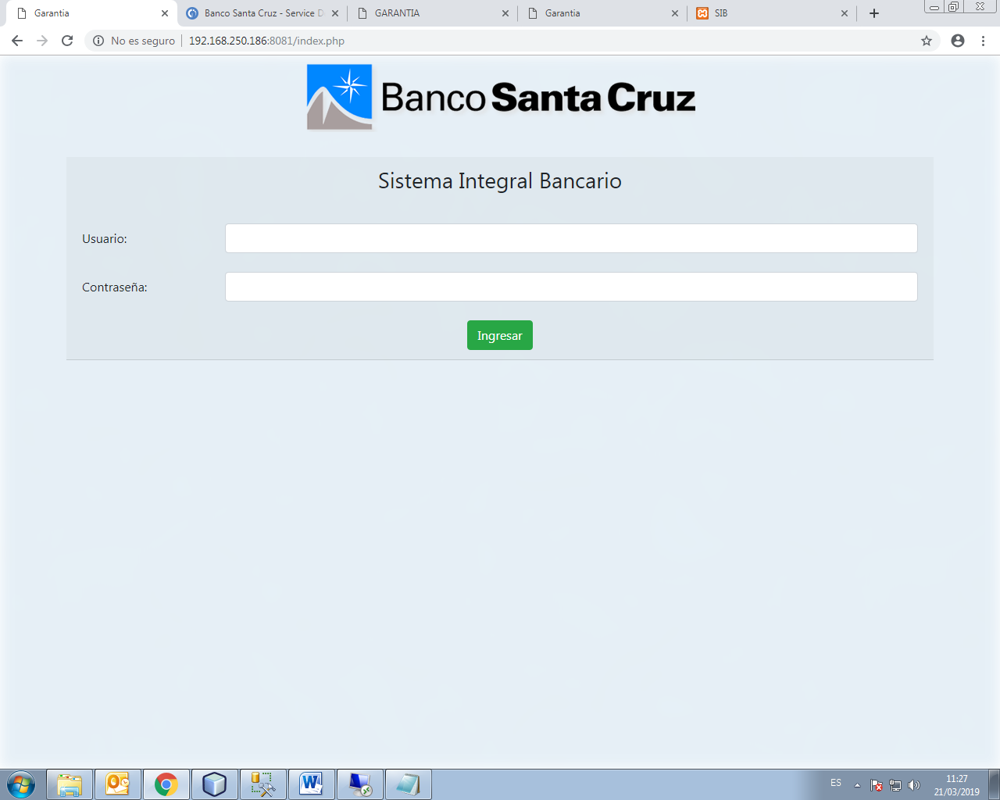 Garantia
Banco Santa Cruz - Service D
GARANTIA
Garantia
SIB
No es seguro
192.168.250.186:8081/index.php
Banco Santa Cruz
Sistema Integral Bancario
Usuario:
Contraseña:
Ingresar
ES
11:27
21/03/2019